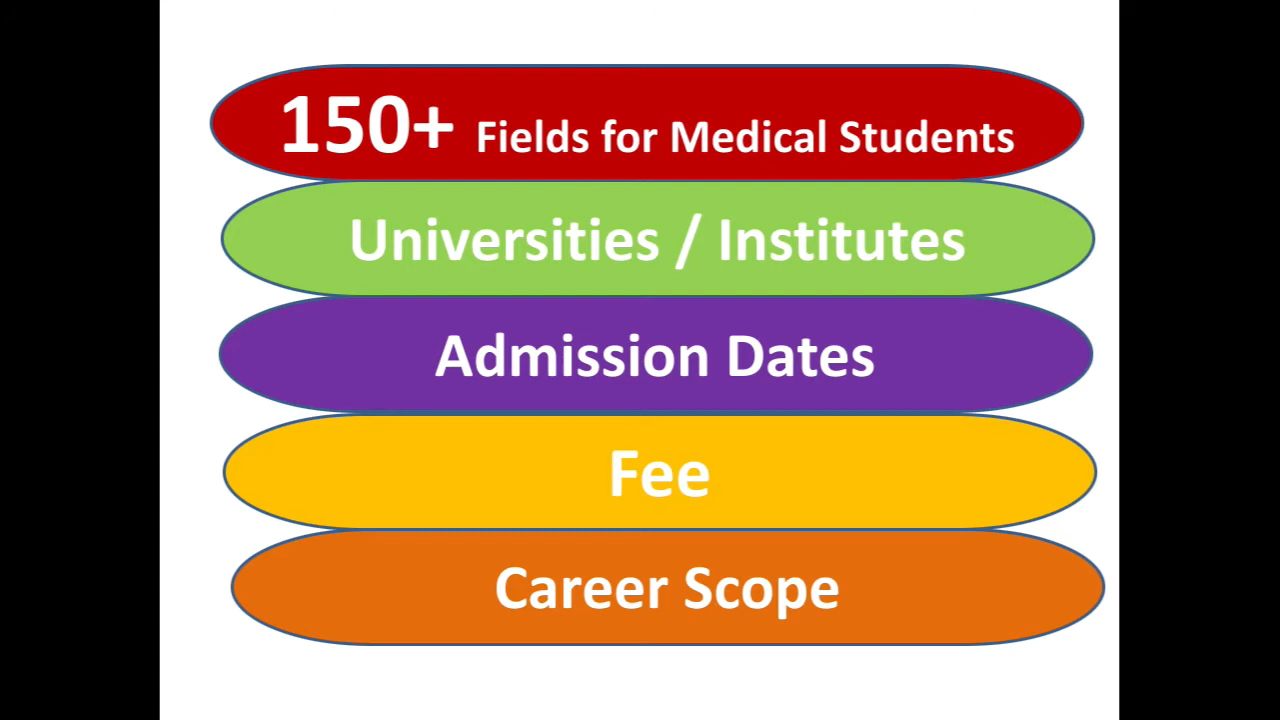 150+ Fields for Medical Students
Universities / Institutes
Admission Dates
Fee
Career Scope